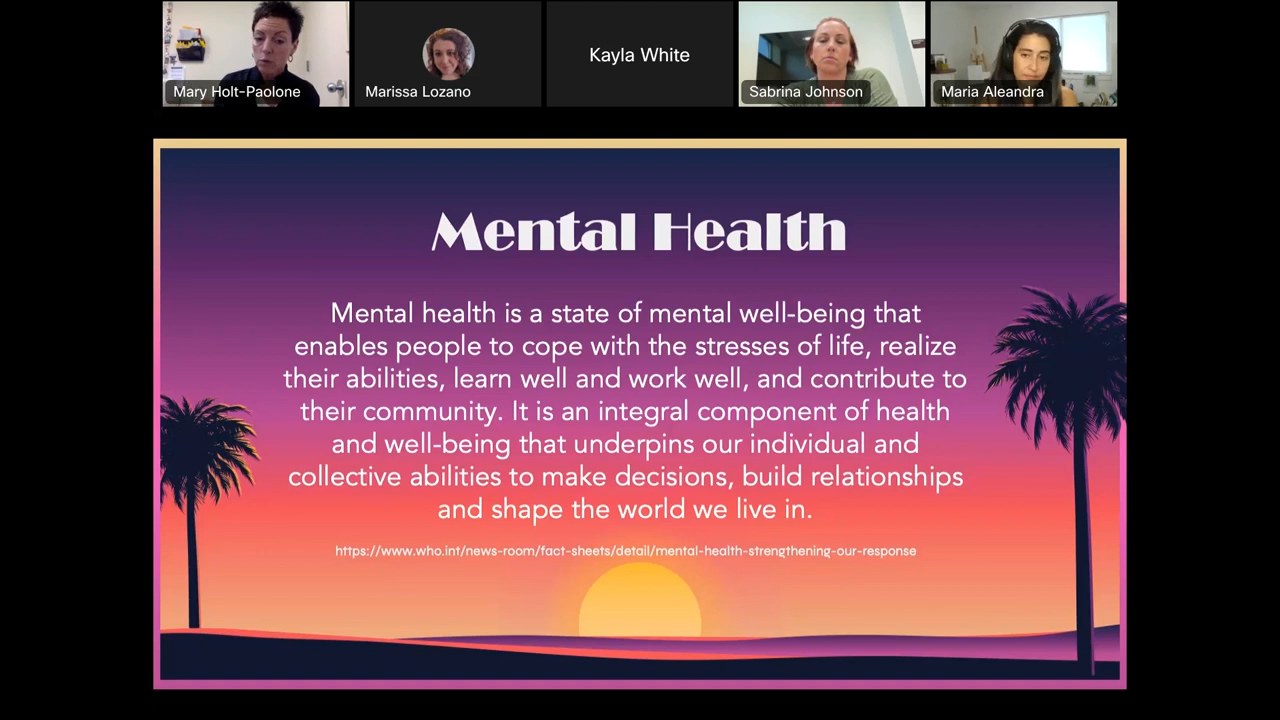 Mary Holt-Paolone
Marissa Lozano
Kayla White
Sabrina Johnson
Maria Aleandra
Mental Health
Mental health is a state of mental well-being that
enables people to cope with the stresses of life, realize
their abilities, learn well and work well, and contribute to
their community. It is an integral component of health
and well-being that underpins our individual and
collective abilities to make decisions, build relationships
and shape the world we live in.
https://www.who.int/news-room/fact-sheets/detail/mental-health-strengthening-our-response